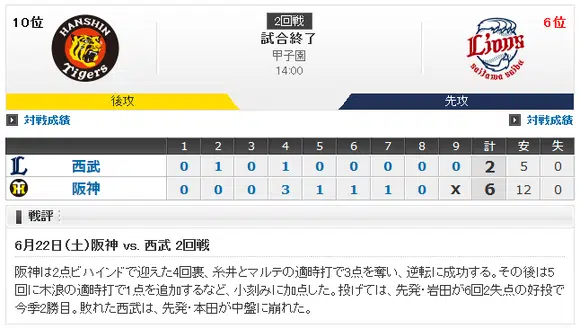 10位
HANSHIN
Tigers
2回戦
試合終了
甲子園
14:00
6位
Lions
saitama seibu
後攻
先攻
対戦成績
対戦成績
1 2 3 4 5 6 7 8 9 計 安 失
L 西武 0 1 0 1 0 0 0 0 0 2 5 0
HT 阪神 0 0 0 3 1 1 1 0 X 6 12 0
戦評
6月22日(土)阪神 vs. 西武 2回戦
阪神は2点ビハインドで迎えた4回裏、糸井とマルテの適時打で3点を奪い、逆転に成功する。その後は5
回に木浪の適時打で1点を追加するなど、小刻みに加点した。投げては、先発・岩田が6回2失点の好投で
今季2勝目。敗れた西武は、先発・本田が中盤に崩れた。